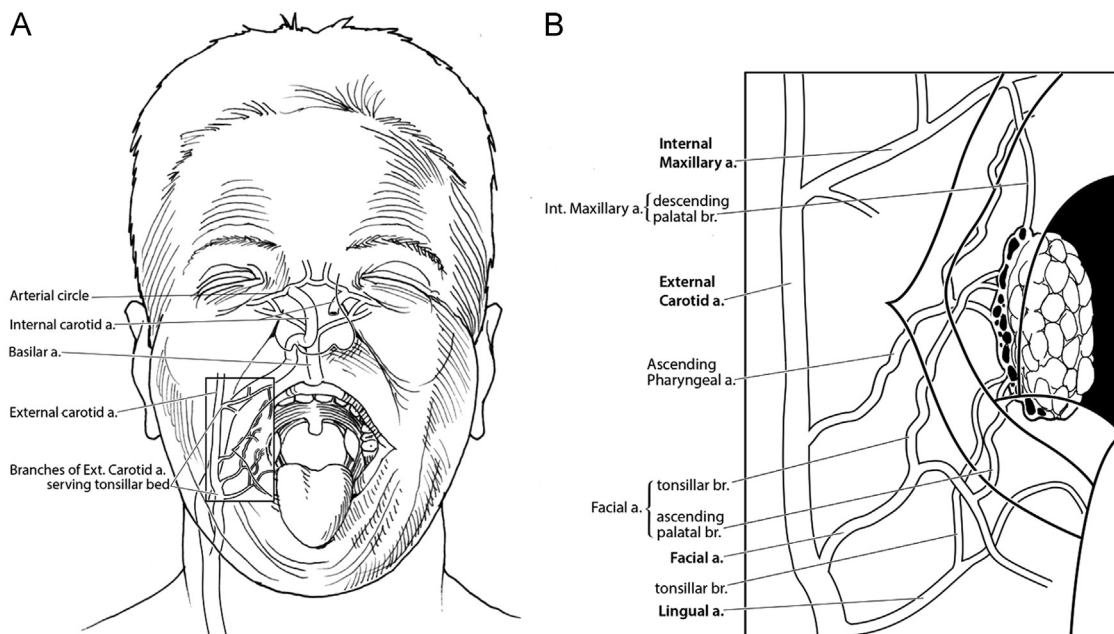 A
Arterial circle
Internal carotid a.
Basilar a.
External carotid a.
Branches of Ext. Carotid a.
serving tonsillar bed
B
Internal
Maxillary a.
Int. Maxillary a. { descending
palatal br.
External
Carotid a.
Ascending
Pharyngeal a.
Facial a. { tonsillar br.
ascending
palatal br.
Facial a.
tonsillar br.
Lingual a.